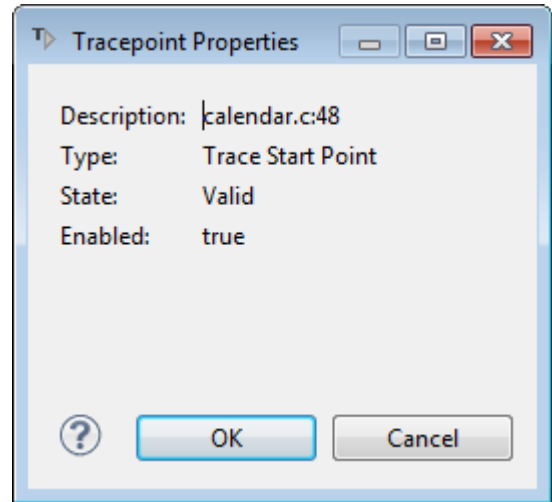 Tracepoint Properties
Description: calendar.c:48
Type: Trace Start Point
State: Valid
Enabled: true
?
OK Cancel